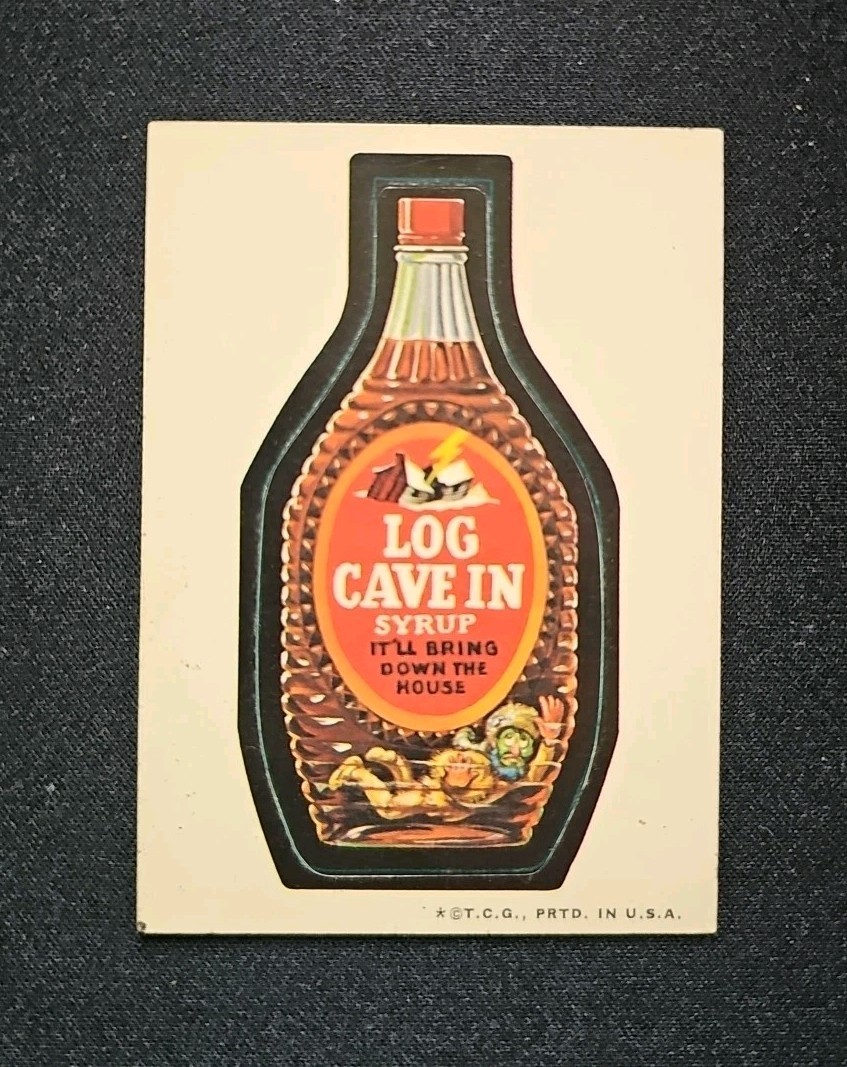 LOG
CAVE IN
SYRUP
IT'LL BRING
DOWN THE
HOUSE
*©T.C.G., PRTD. IN U.S.A.